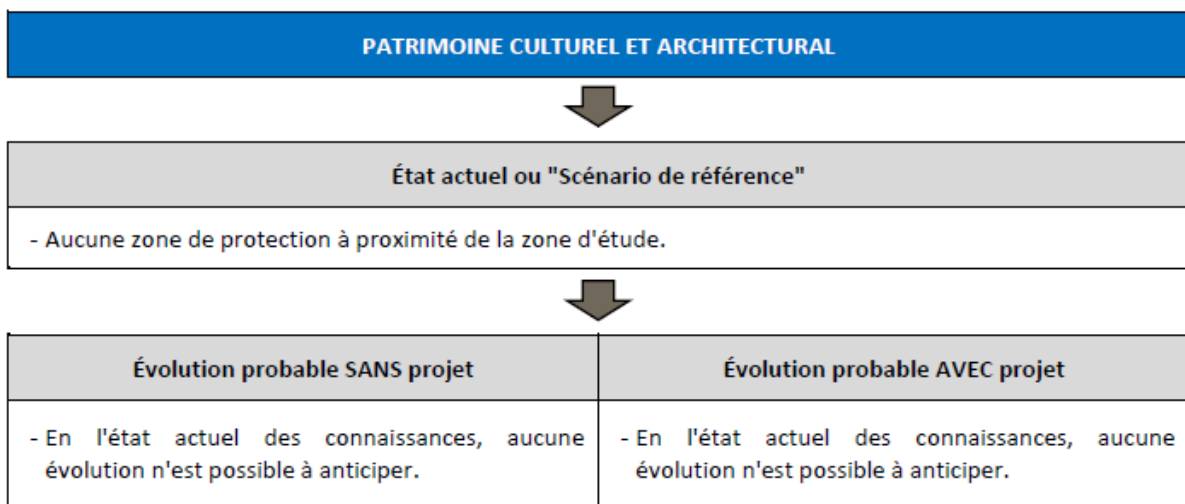 PATRIMOINE CULTUREL ET ARCHITECTURAL
État actuel ou "Scénario de référence"
- Aucune zone de protection à proximité de la zone d'étude.
Évolution probable SANS projet
- En l'état actuel des connaissances, aucune
évolution n'est possible à anticiper.
Évolution probable AVEC projet
- En l'état actuel des connaissances, aucune
évolution n'est possible à anticiper.